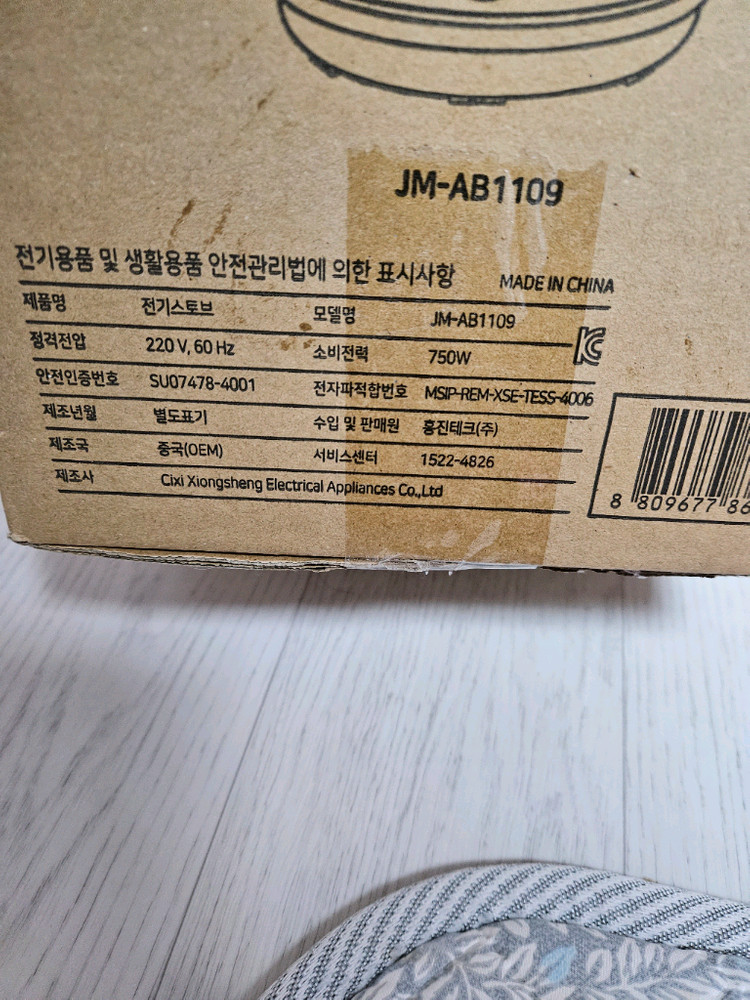 JM-AB1109
전기용품 및 생활용품 안전관리법에 의한 표시사항 MADE IN CHINA
제품명 전기스토브 모델명 JM-AB1109
정격전압 220 V, 60 Hz 소비전력 750W
안전인증번호 SU07478-4001 전자파적합번호 MSIP-REM-XSE-TESS-4006
제조년월 별도표기 수입 및 판매원 홍진테크(주)
제조국 중국(OEM) 서비스센터 1522-4826
제조사 Cixi Xiongsheng Electrical Appliances Co.,Ltd
8 809677 86